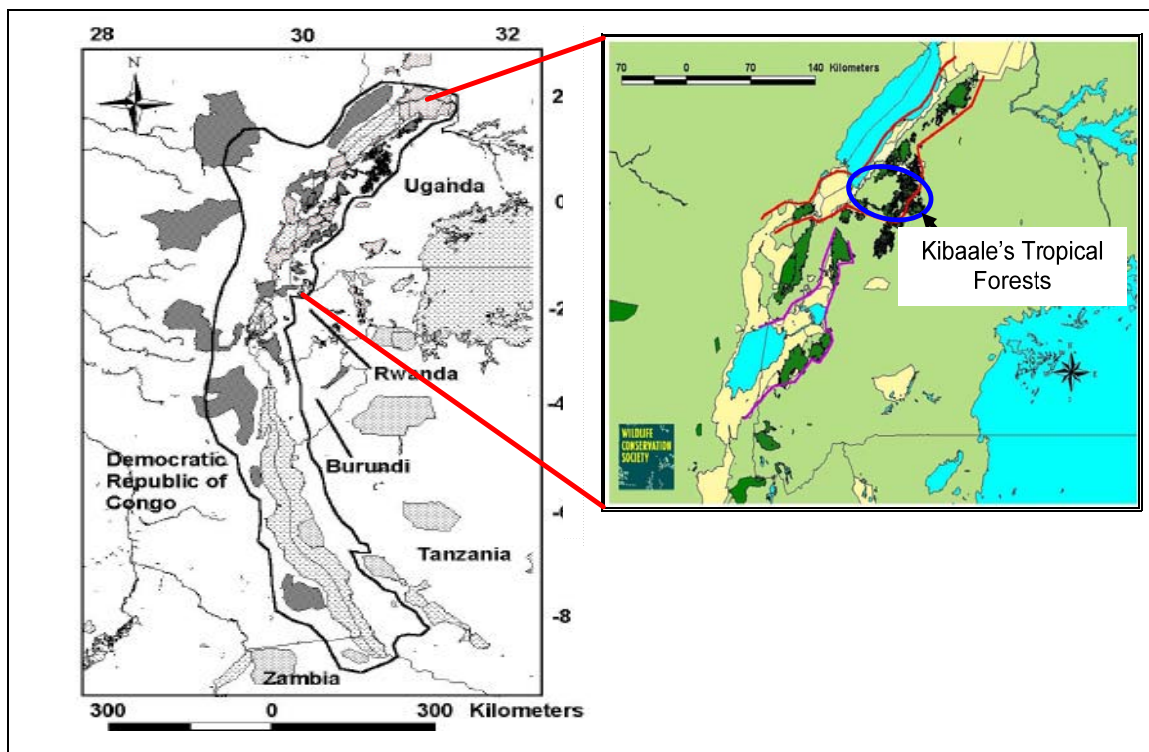 28
30
32
N
2
0
-2
-4
-6
-8
Uganda
Rwanda
Burundi
Democratic
Republic of
Congo
Tanzania
Zambia
300 0 300 Kilometers
70 0 70 140 Kilometers
Kibaale's Tropical
Forests
WILDLIFE
CONSERVATION
SOCIETY